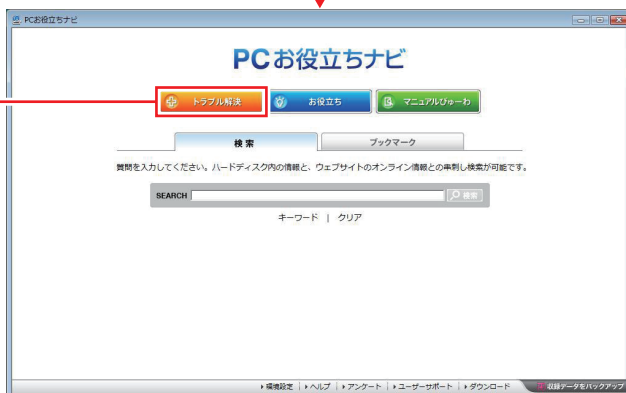 PCお役立ちナビ
PCお役立ちナビ
トラブル解決 お役立ち マニュアルびゅーわ
検索 ブックマーク
質問を入力してください。ハードディスク内の情報と、ウェブサイトのオンライン情報との串刺し検索が可能です。
SEARCH 検索
キーワード | クリア
環境設定 | ヘルプ | アンケート | ユーザーサポート | ダウンロード 収録データをバックアップ